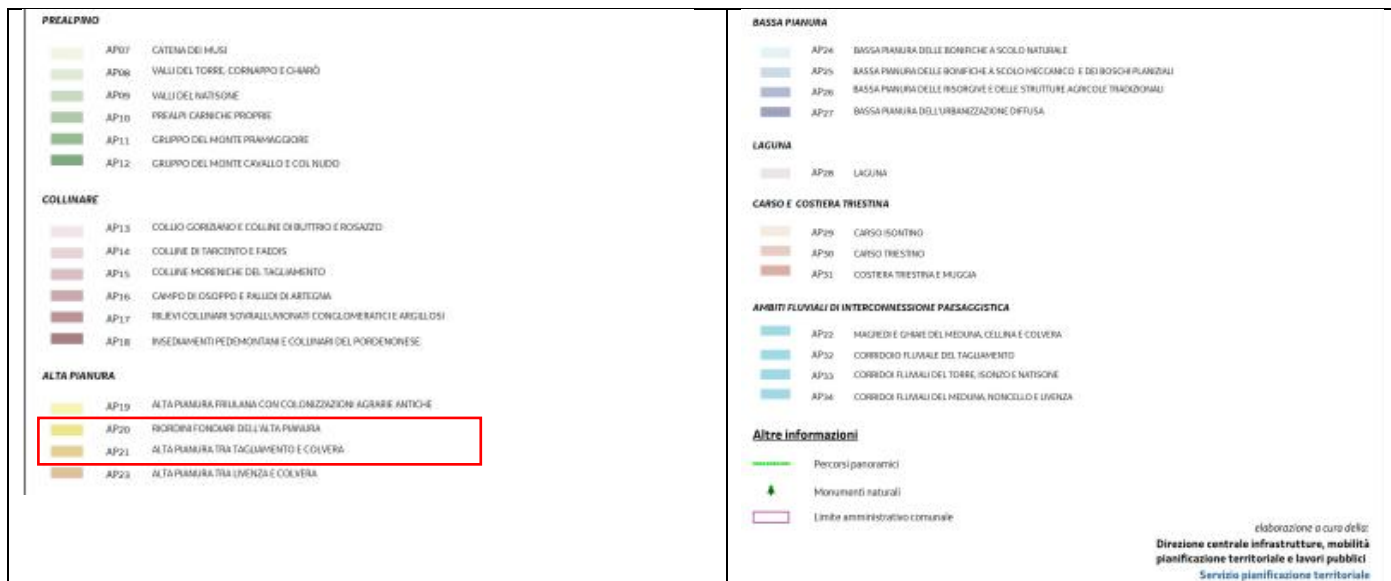 PREALPINO
AP07 CATENA DEI MUSI
AP08 VALLI DEL TORRE, CORNAPPO E CHIARÒ
AP09 VALLI DEL NATISONE
AP10 PREALPI CARNICHE PROPRIE
AP11 GRUPPO DEL MONTE PRAMAGGIORE
AP12 GRUPPO DEL MONTE CAVALLO E COL NUDO
COLLINARE
AP13 COLLIO GORIZIANO E COLLINE DI BUTTRIO E ROSAZZO
AP14 COLLINE DI TARCENTO E FAEDIS
AP15 COLLINE MORENICHE DEL TAGLIAMENTO
AP16 CAMPO DI OSOPPO E PALUDI DI ARTEGNA
AP17 RILIEVI COLLINARI SOVRALLUVIONATI CONGLOMERATICI E ARGILLOSI
AP18 INSEDIAMENTI PEDEMONTANI E COLLINARI DEL PORDENONESE
ALTA PIANURA
AP19 ALTA PIANURA FRIULANA CON COLONIZZAZIONI AGRARIE ANTICHE
AP20 RIORDINI FONDIARI DELL'ALTA PIANURA
AP21 ALTA PIANURA TRA TAGLIAMENTO E COLVERA
AP23 ALTA PIANURA TRA LIVENZA E COLVERA
BASSA PIANURA
AP24 BASSA PIANURA DELLE BONIFICHE A SCOLO NATURALE
AP25 BASSA PIANURA DELLE BONIFICHE A SCOLO MECCANICO E DEI BOSCHI PLANIZIALI
AP26 BASSA PIANURA DELLE RISORGIVE E DELLE STRUTTURE AGRICOLE TRADIZIONALI
AP27 BASSA PIANURA DELL'URBANIZZAZIONE DIFFUSA
LAGUNA
AP28 LAGUNA
CARSO E COSTIERA TRIESTINA
AP29 CARSO ISONTINO
AP30 CARSO TRIESTINO
AP31 COSTIERA TRIESTINA E MUGGIA
AMBITI FLUVIALI DI INTERCONNESSIONE PAESAGGISTICA
AP22 MAGREDI E GHIAIE DEL MEDUNA, CELLINA E COLVERA
AP32 CORRIDOIO FLUVIALE DEL TAGLIAMENTO
AP33 CORRIDOI FLUVIALI DEL TORRE, ISONZO E NATISONE
AP34 CORRIDOI FLUVIALI DEL MEDUNA, NONCELLO E LIVENZA
Altre informazioni
Percorsi panoramici
Monumenti naturali
Limite amministrativo comunale
elaborazione a cura della:
Direzione centrale infrastrutture, mobilità
pianificazione territoriale e lavori pubblici
Servizio pianificazione territoriale